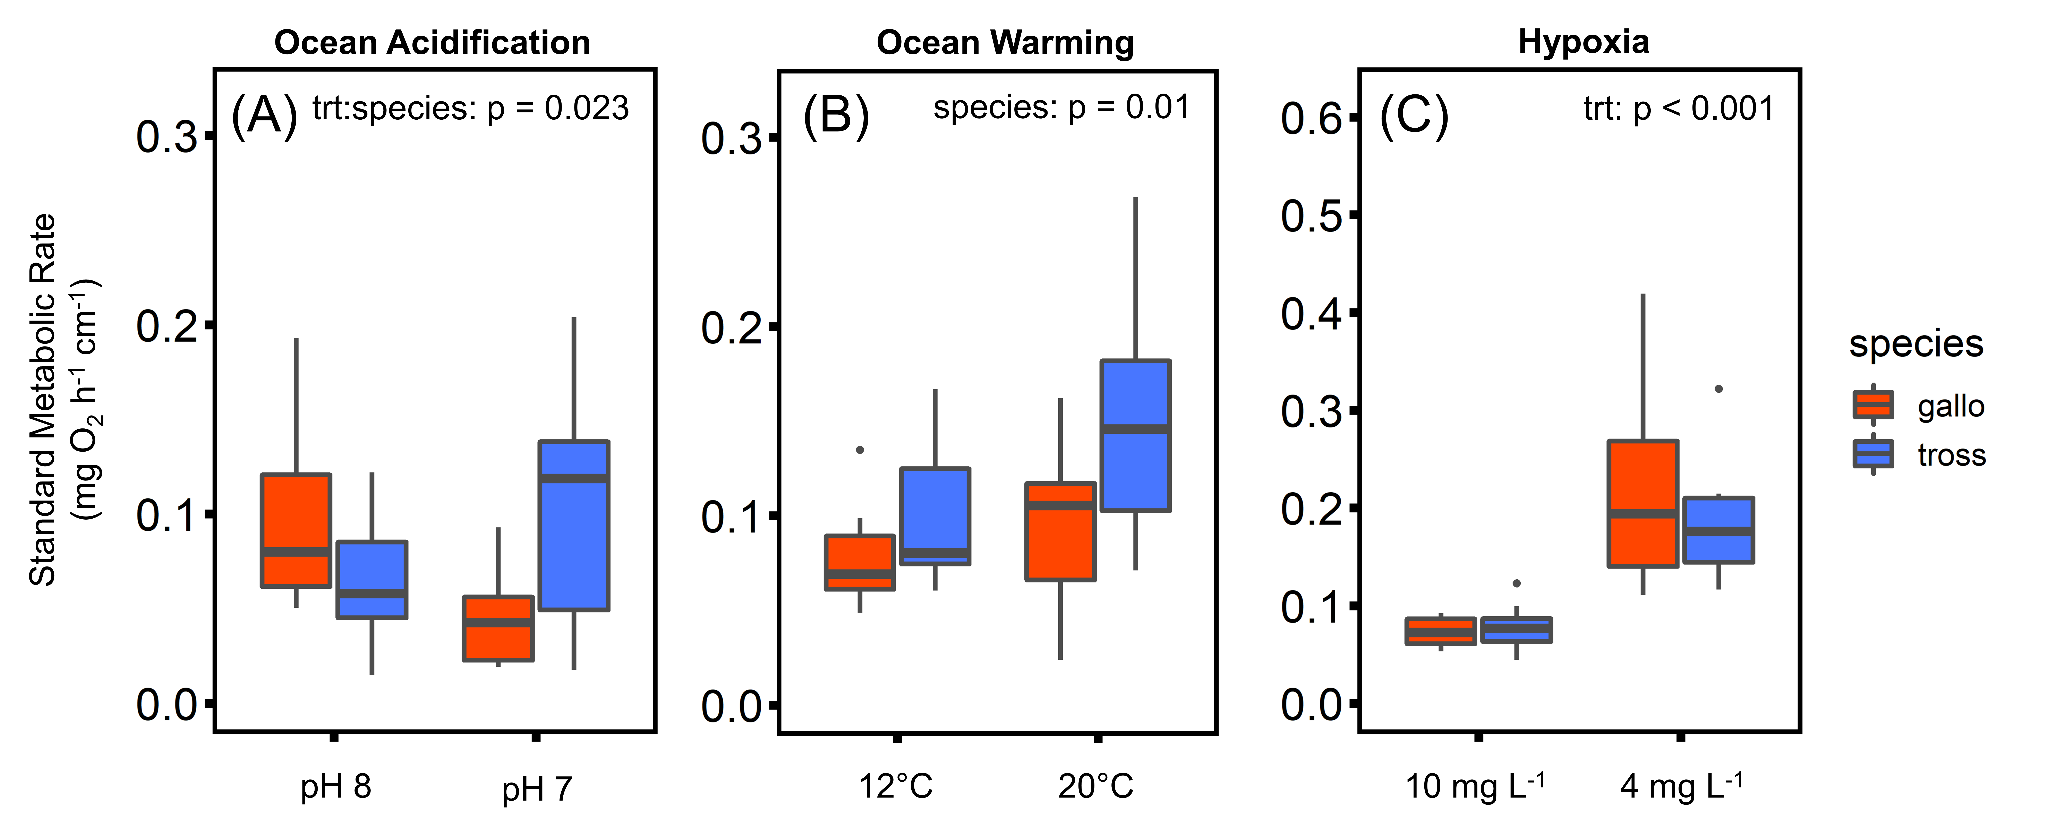 Ocean Acidification
Ocean Warming
Hypoxia
Standard Metabolic Rate
(mg O₂ h⁻¹ cm⁻¹)
(A) trt:species: p = 0.023
0.3
0.2
0.1
0.0
pH 8
pH 7
(B) species: p = 0.01
0.3
0.2
0.1
0.0
12°C
20°C
(C) trt: p < 0.001
0.6
0.5
0.4
0.3
0.2
0.1
0.0
10 mg L⁻¹
4 mg L⁻¹
species
gallo
tross